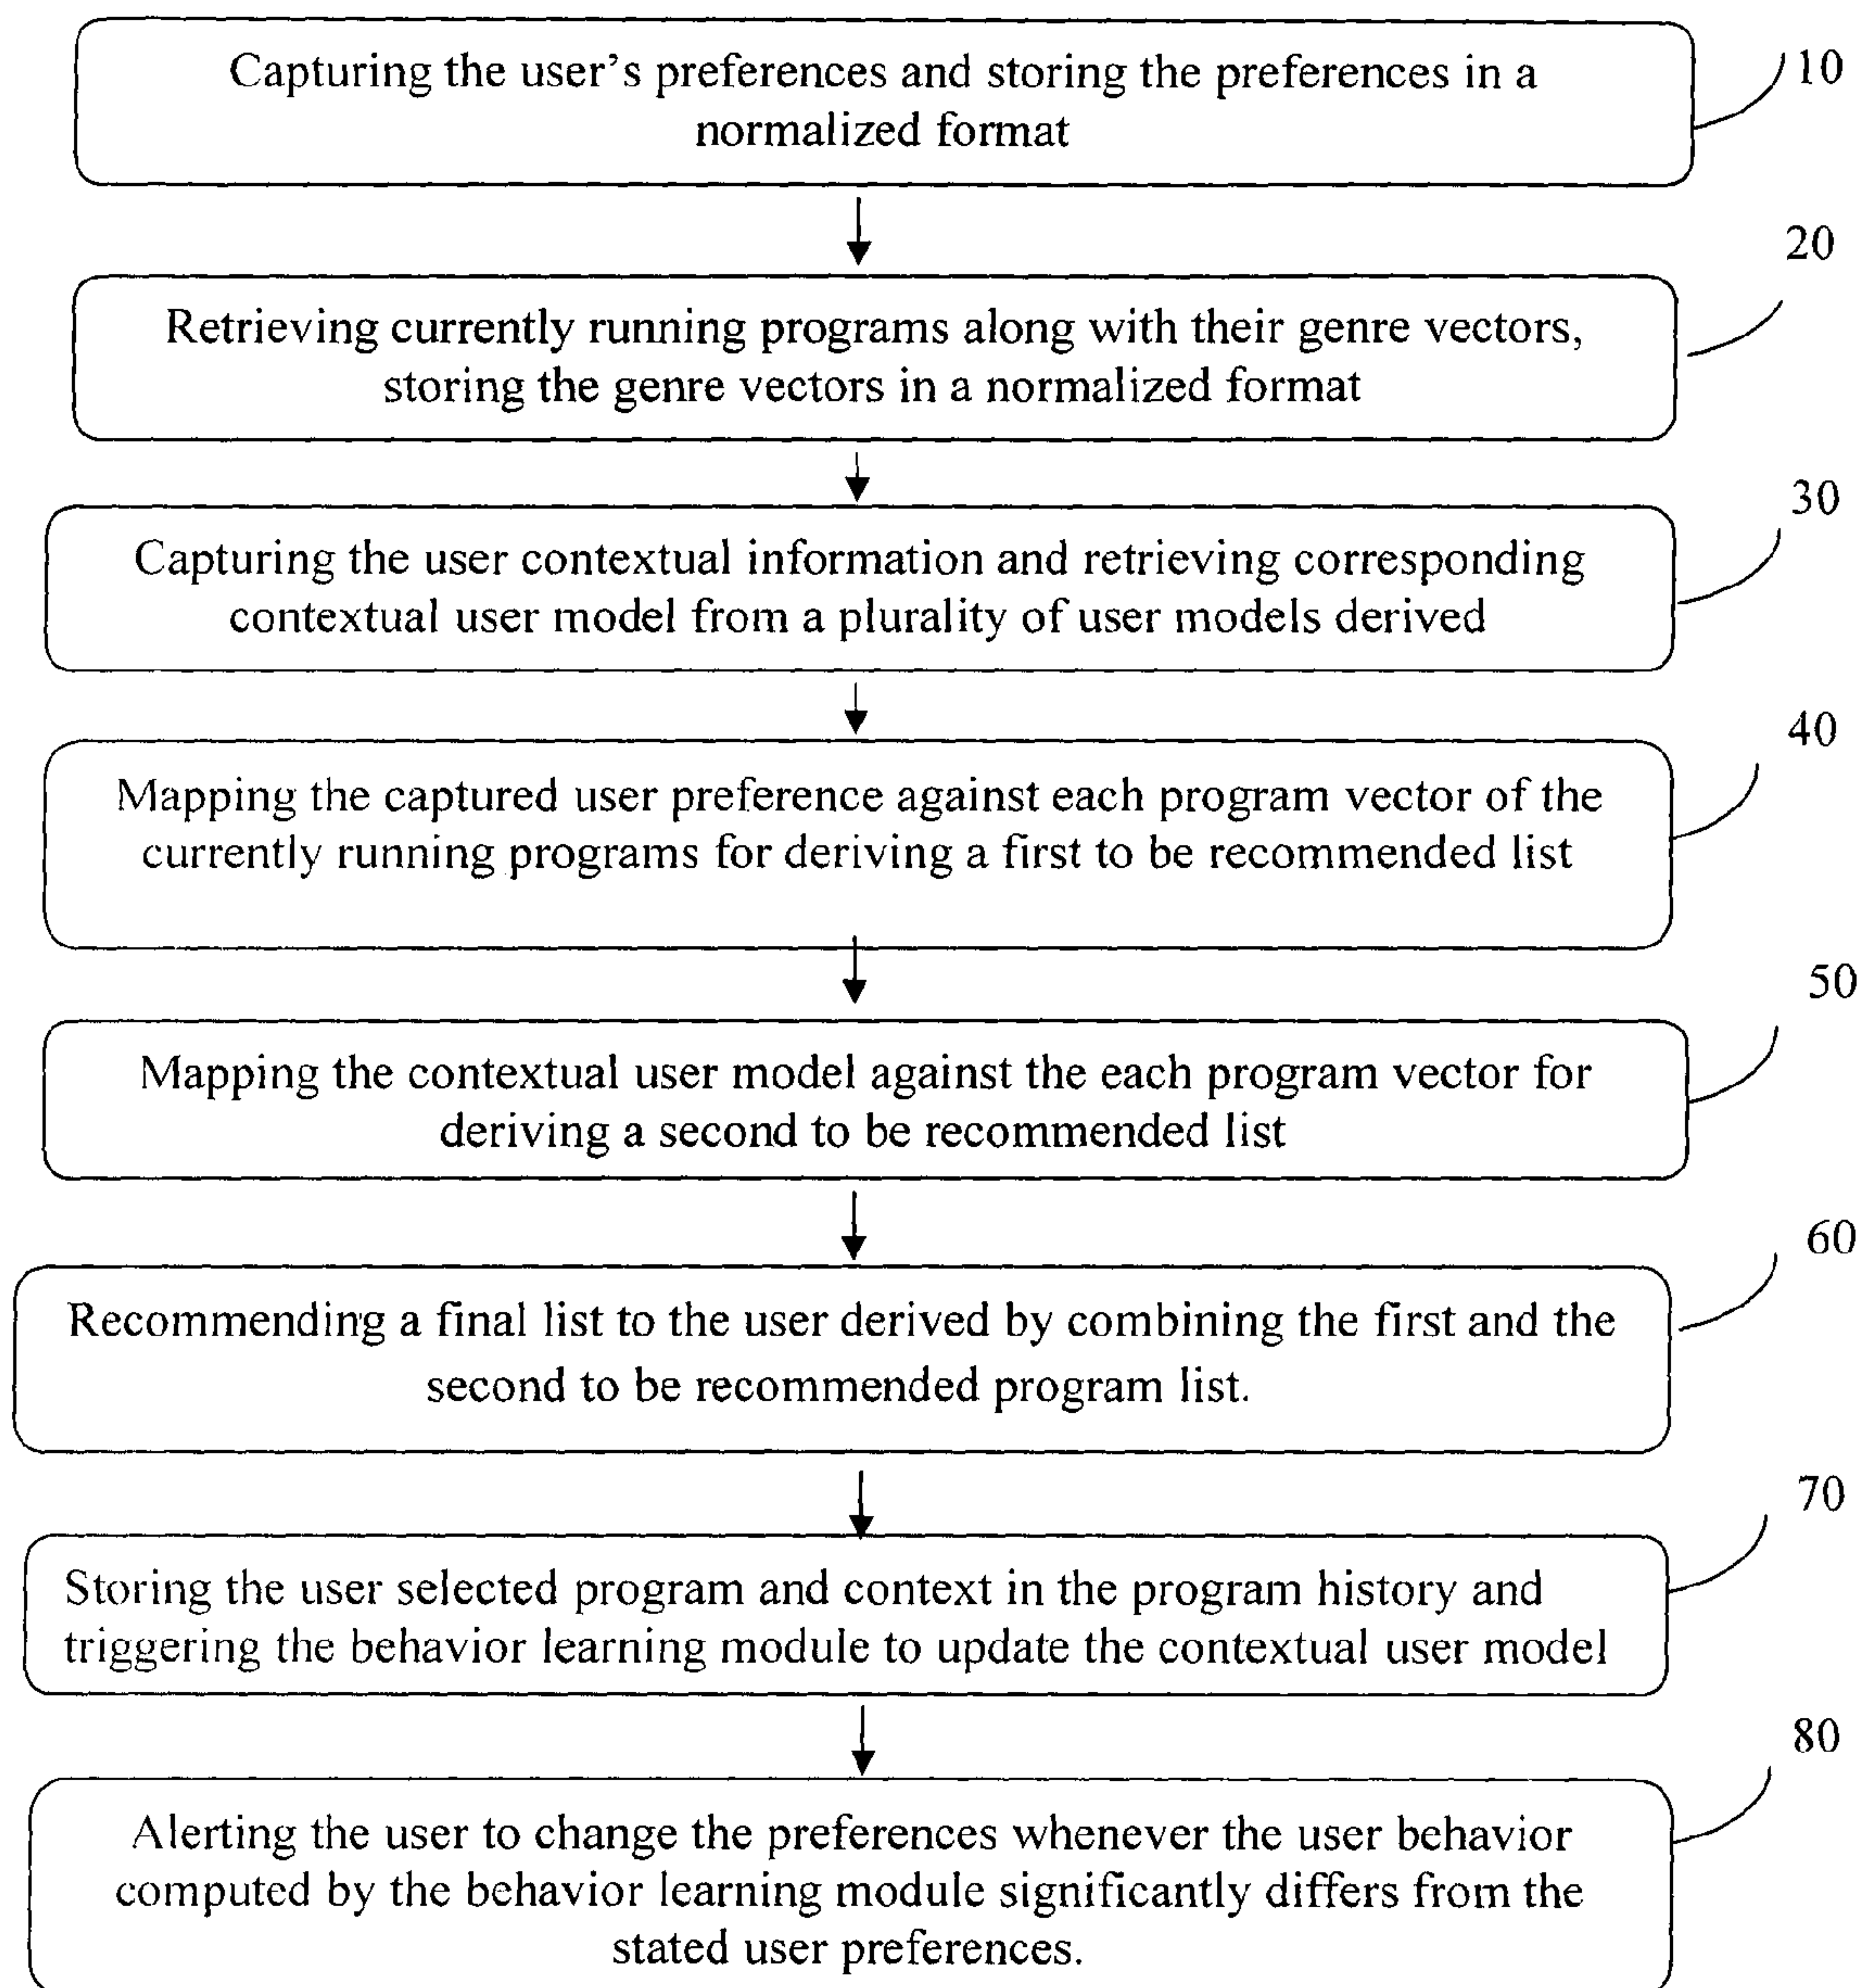 Capturing the user's preferences and storing the preferences in a
normalized format
10
20
Retrieving currently running programs along with their genre vectors,
storing the genre vectors in a normalized format
30
Capturing the user contextual information and retrieving corresponding
contextual user model from a plurality of user models derived
40
Mapping the captured user preference against each program vector of the
currently running programs for deriving a first to be recommended list
50
Mapping the contextual user model against the each program vector for
deriving a second to be recommended list
60
Recommending a final list to the user derived by combining the first and the
second to be recommended program list.
70
Storing the user selected program and context in the program history and
triggering the behavior learning module to update the contextual user model
80
Alerting the user to change the preferences whenever the user behavior
computed by the behavior learning module significantly differs from the
stated user preferences.